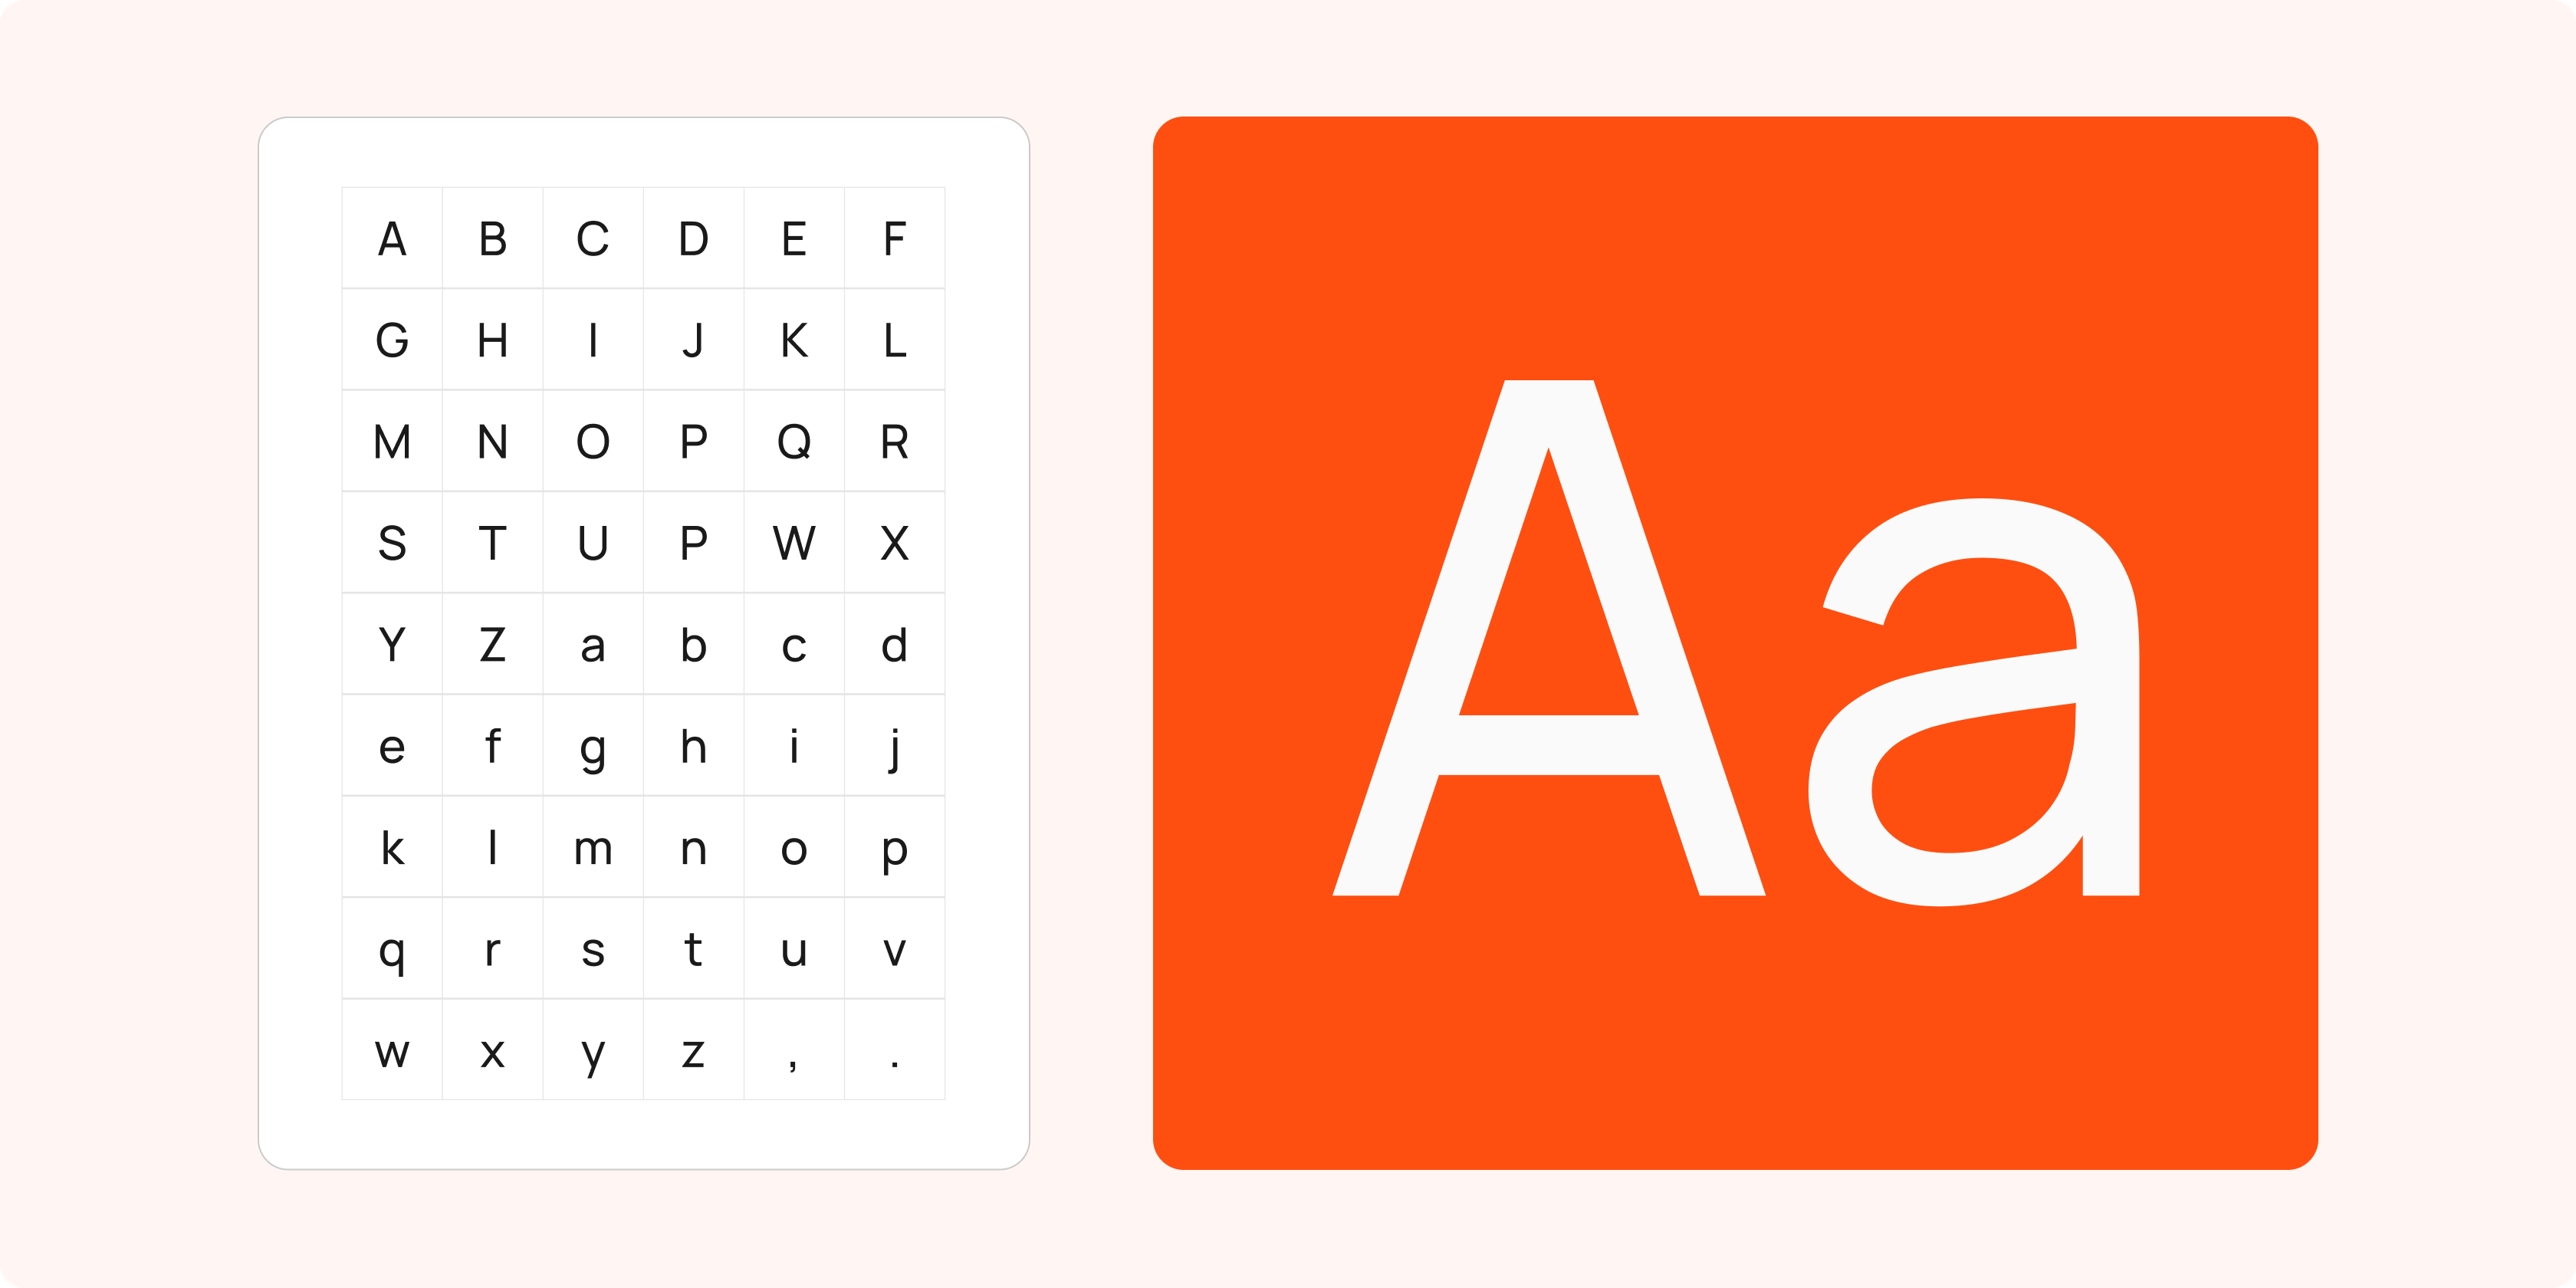 A B C D E F
G H I J K L
M N O P Q R
S T U P W X
Y Z a b c d
e f g h i j
k l m n o p
q r s t u v
w x y z , .
Aa